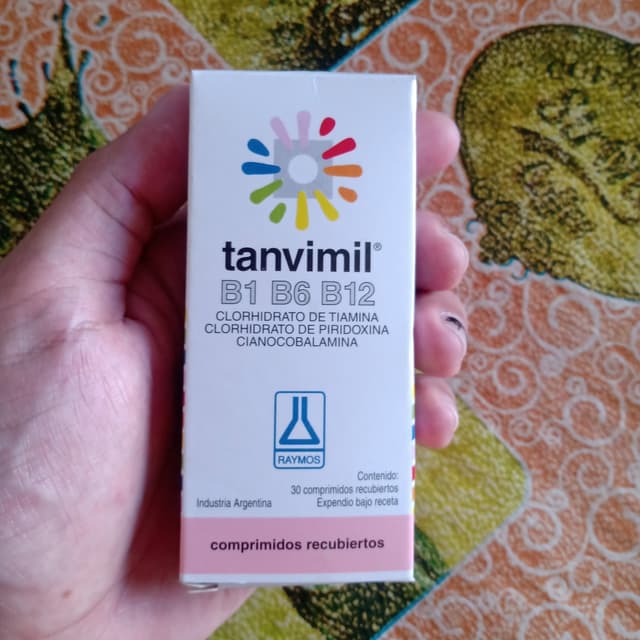 tanvimil®
B1 B6 B12
CLORHIDRATO DE TIAMINA
CLORHIDRATO DE PIRIDOXINA
CIANOCOBALAMINA
RAYMOS
Contenido:
30 comprimidos recubiertos
Industria Argentina
Expendio bajo receta
comprimidos recubiertos